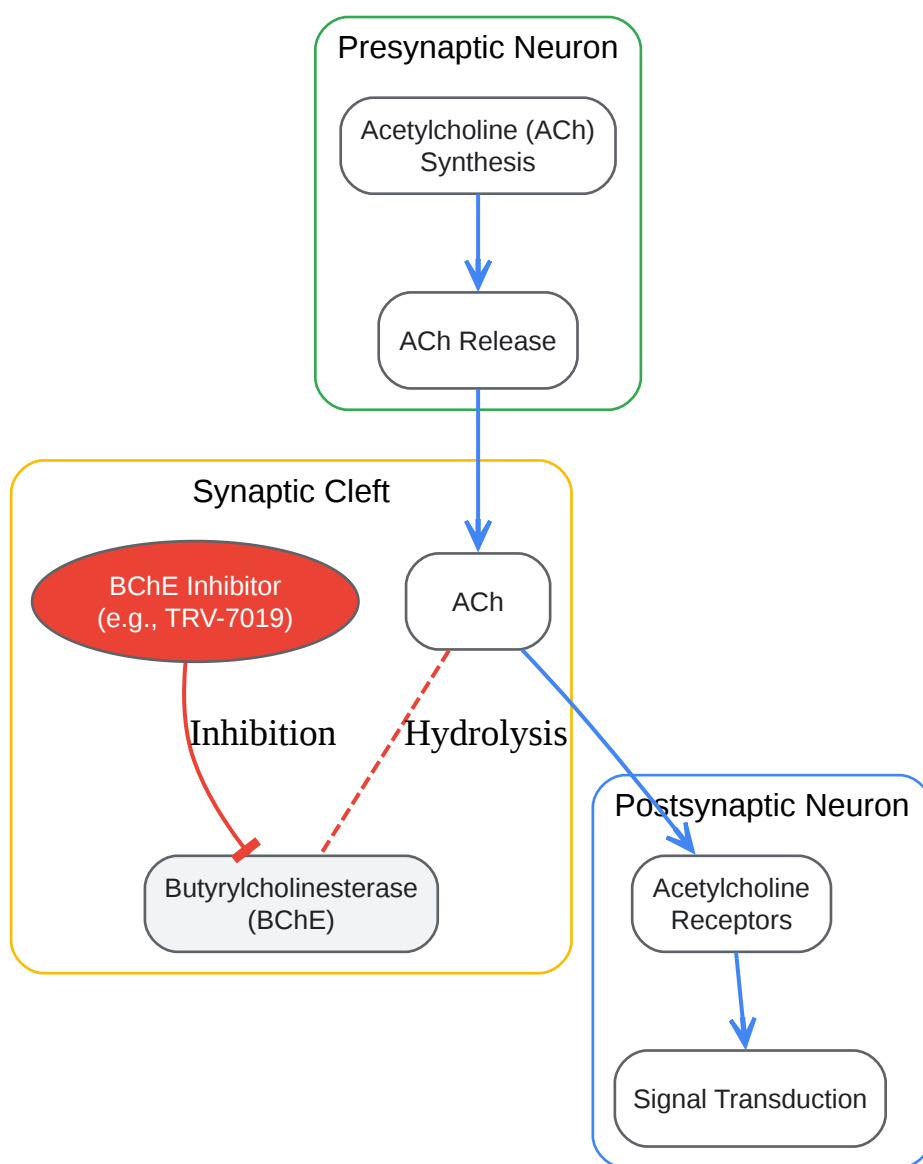 Presynaptic Neuron
Acetylcholine (ACh)
Synthesis
ACh Release
Synaptic Cleft
BChE Inhibitor
(e.g., TRV-7019)
ACh
Inhibition
Hydrolysis
Butyrylcholinesterase
(BChE)
Postsynaptic Neuron
Acetylcholine
Receptors
Signal Transduction